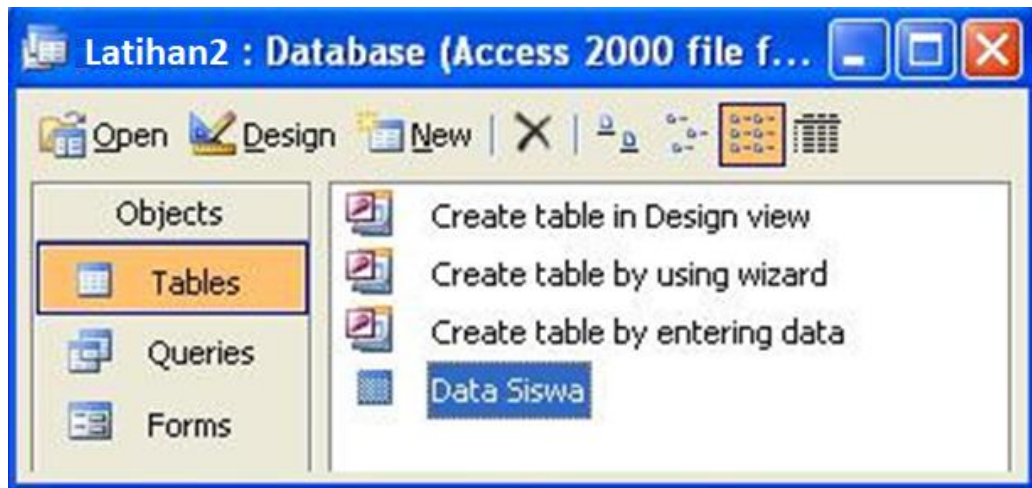 Latihan2 : Database (Access 2000 file f...
Open Design New
Objects
Tables
Queries
Forms
Create table in Design view
Create table by using wizard
Create table by entering data
Data Siswa